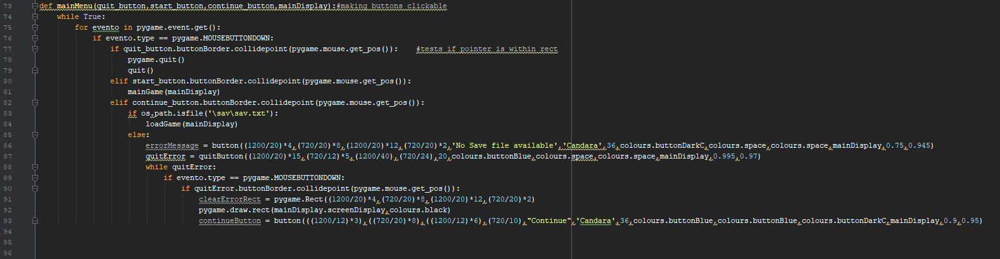 73 def mainMenu(quit_button,start_button,continue_button,mainDisplay):#making buttons clickable
74 while True:
75 for evento in pygame.event.get():
76 if evento.type == pygame.MOUSEBUTTONDOWN:
77 if quit_button.buttonBorder.collidepoint(pygame.mouse.get_pos()): #tests if pointer is within rect
78 pygame.quit()
79 quit()
80 elif start_button.buttonBorder.collidepoint(pygame.mouse.get_pos()):
81 mainGame(mainDisplay)
82 elif continue_button.buttonBorder.collidepoint(pygame.mouse.get_pos()):
83 if os.path.isfile('\sav\sav.txt'):
84 loadGame(mainDisplay)
85 else:
86 errorMessage = button((1200/20)*4,(720/20)*8,(1200/20)*12,(720/20)*2,'No Save file available','Candara',36,colours.buttonDarkC,colours.space,colours.space,mainDisplay,0.75,0.945)
87 quitError = quitButton((1200/20)*15,(720/12)*5,(1200/40),(720/24),20,colours.buttonBlue,colours.space,colours.space,mainDisplay,0.995,0.97)
88 while quitError:
89 if evento.type == pygame.MOUSEBUTTONDOWN:
90 if quitError.buttonBorder.collidepoint(pygame.mouse.get_pos()):
91 clearErrorRect = pygame.Rect((1200/20)*4,(720/20)*8,(1200/20)*12,(720/20)*2)
92 pygame.draw.rect(mainDisplay.screenDisplay,colours.black)
93 continueButton = button(((1200/12)*3),((720/20)*8),((1200/12)*6),(720/10),"Continue",'Candara',36,colours.buttonBlue,colours.buttonBlue,colours.buttonDarkC,mainDisplay,0.9,0.95)
94
95
96